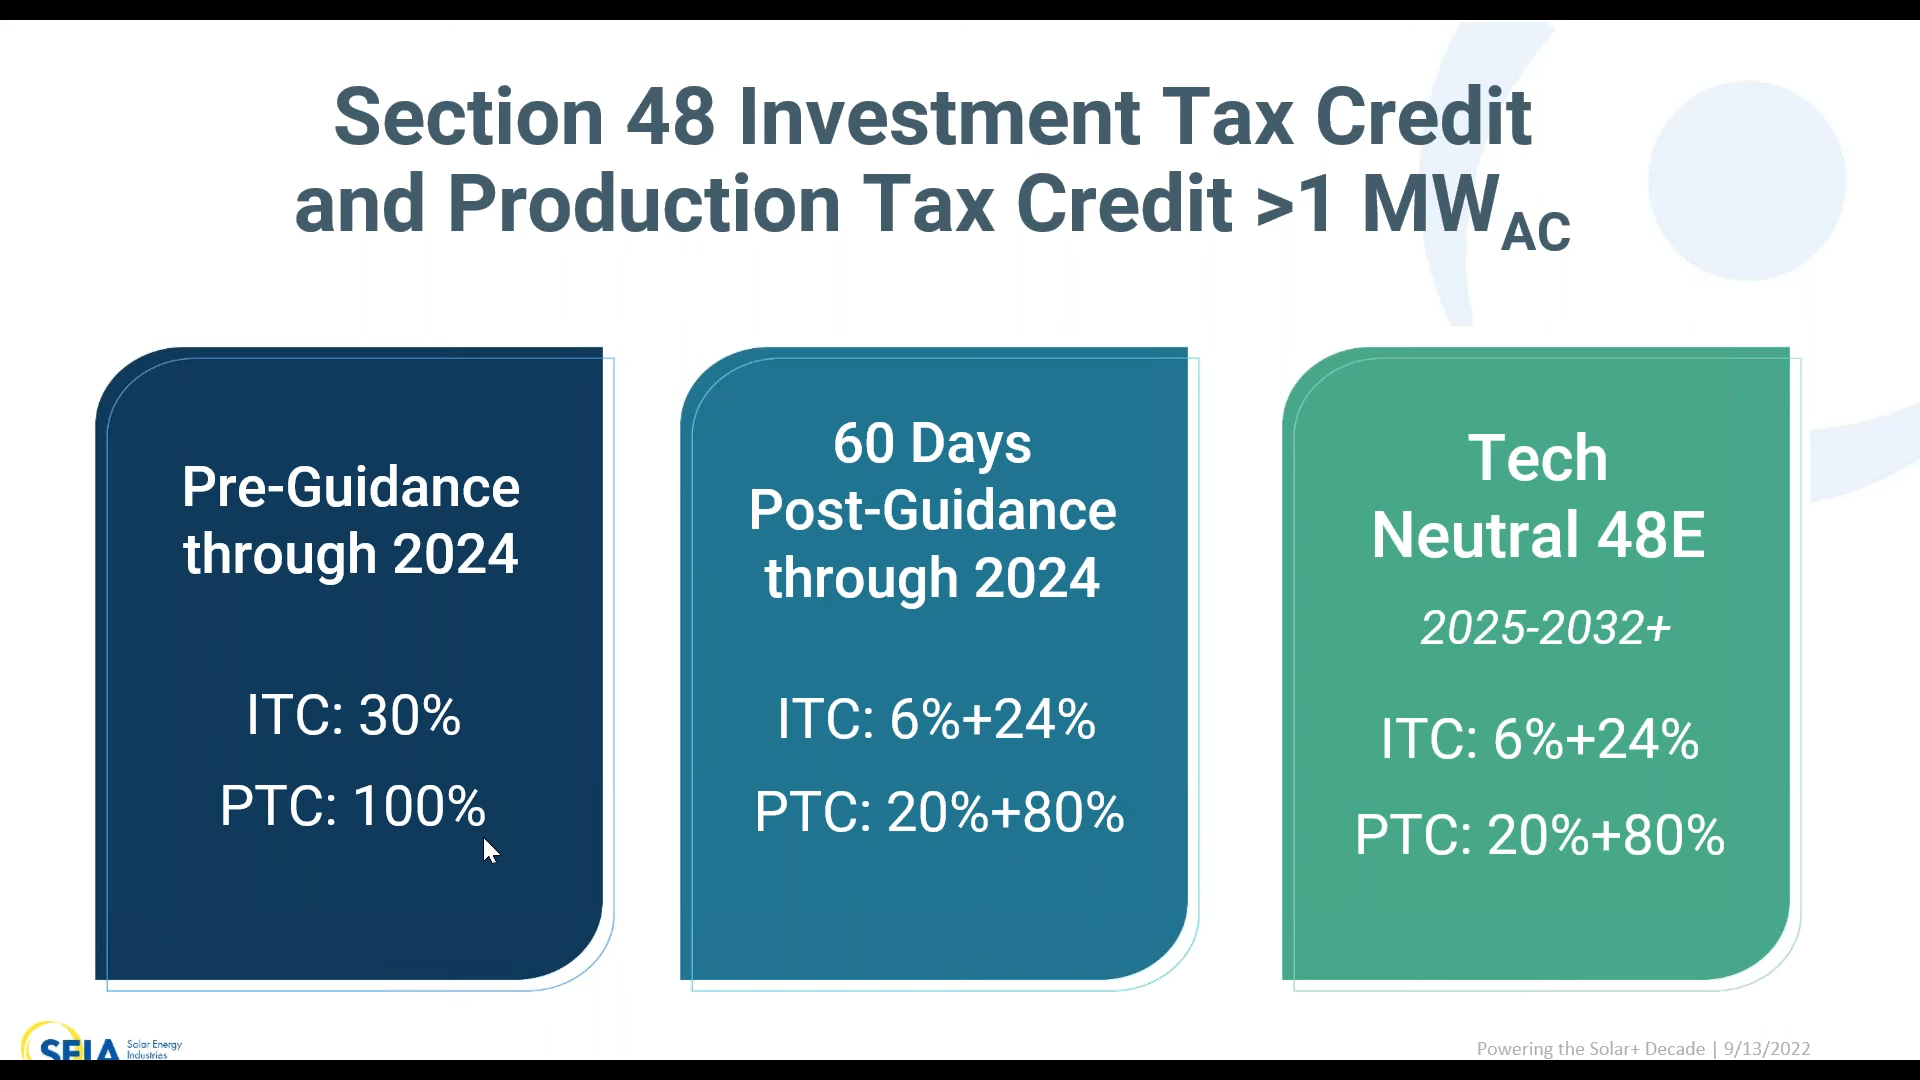 Section 48 Investment Tax Credit
and Production Tax Credit >1 MWAC
Pre-Guidance
through 2024
ITC: 30%
PTC: 100%
60 Days
Post-Guidance
through 2024
ITC: 6%+24%
PTC: 20%+80%
Tech
Neutral 48E
2025-2032+
ITC: 6%+24%
PTC: 20%+80%
SEIA
Solar Energy
Industries
Powering the Solar+ Decade | 9/13/2022